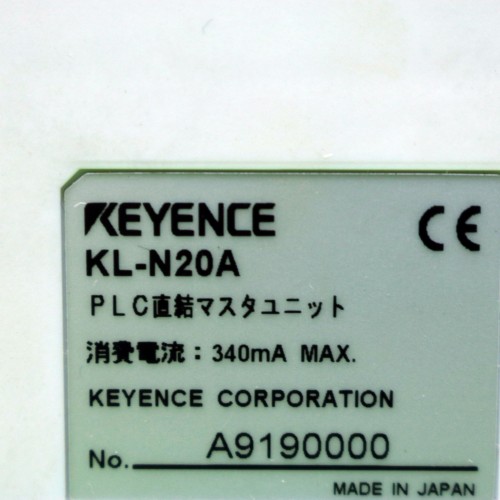 KEYENCE
CE
KL-N20A
PLC直結マスタユニット
消費電流：340mA MAX.
KEYENCE CORPORATION
No. A9190000
MADE IN JAPAN